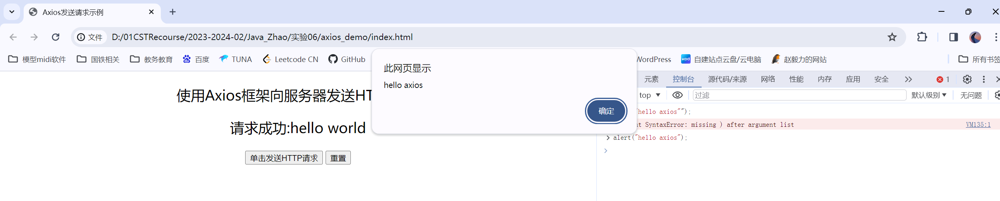 Axios发送请求示例
文件 D:/01CSTRecourse/2023-2024-02/Java_Zhao/实验06/axios_demo/index.html
模型midi软件 国铁相关 教务教育 百度 TUNA Leetcode CN GitHub WordPress kod 自建站点云盘/云电脑 赵毅力的网站 所有书签
此网页显示
hello axios
确定
使用Axios框架向服务器发送HT
请求成功:hello world
单击发送HTTP请求 重置
元素 控制台 源代码/来源 网络 性能 内存 应用 安全 1
top 过滤 默认级别 无问题
"hello axios"");
SyntaxError: missing ) after argument list VM135:1
alert("hello axios");